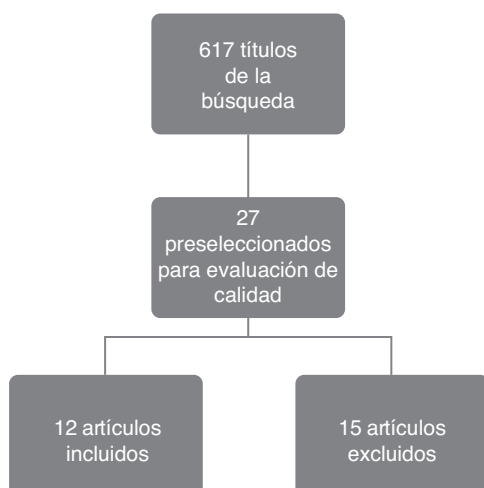 617 títulos
de la
búsqueda
27
preseleccionados
para evaluación de
calidad
12 artículos
incluidos
15 artículos
excluidos